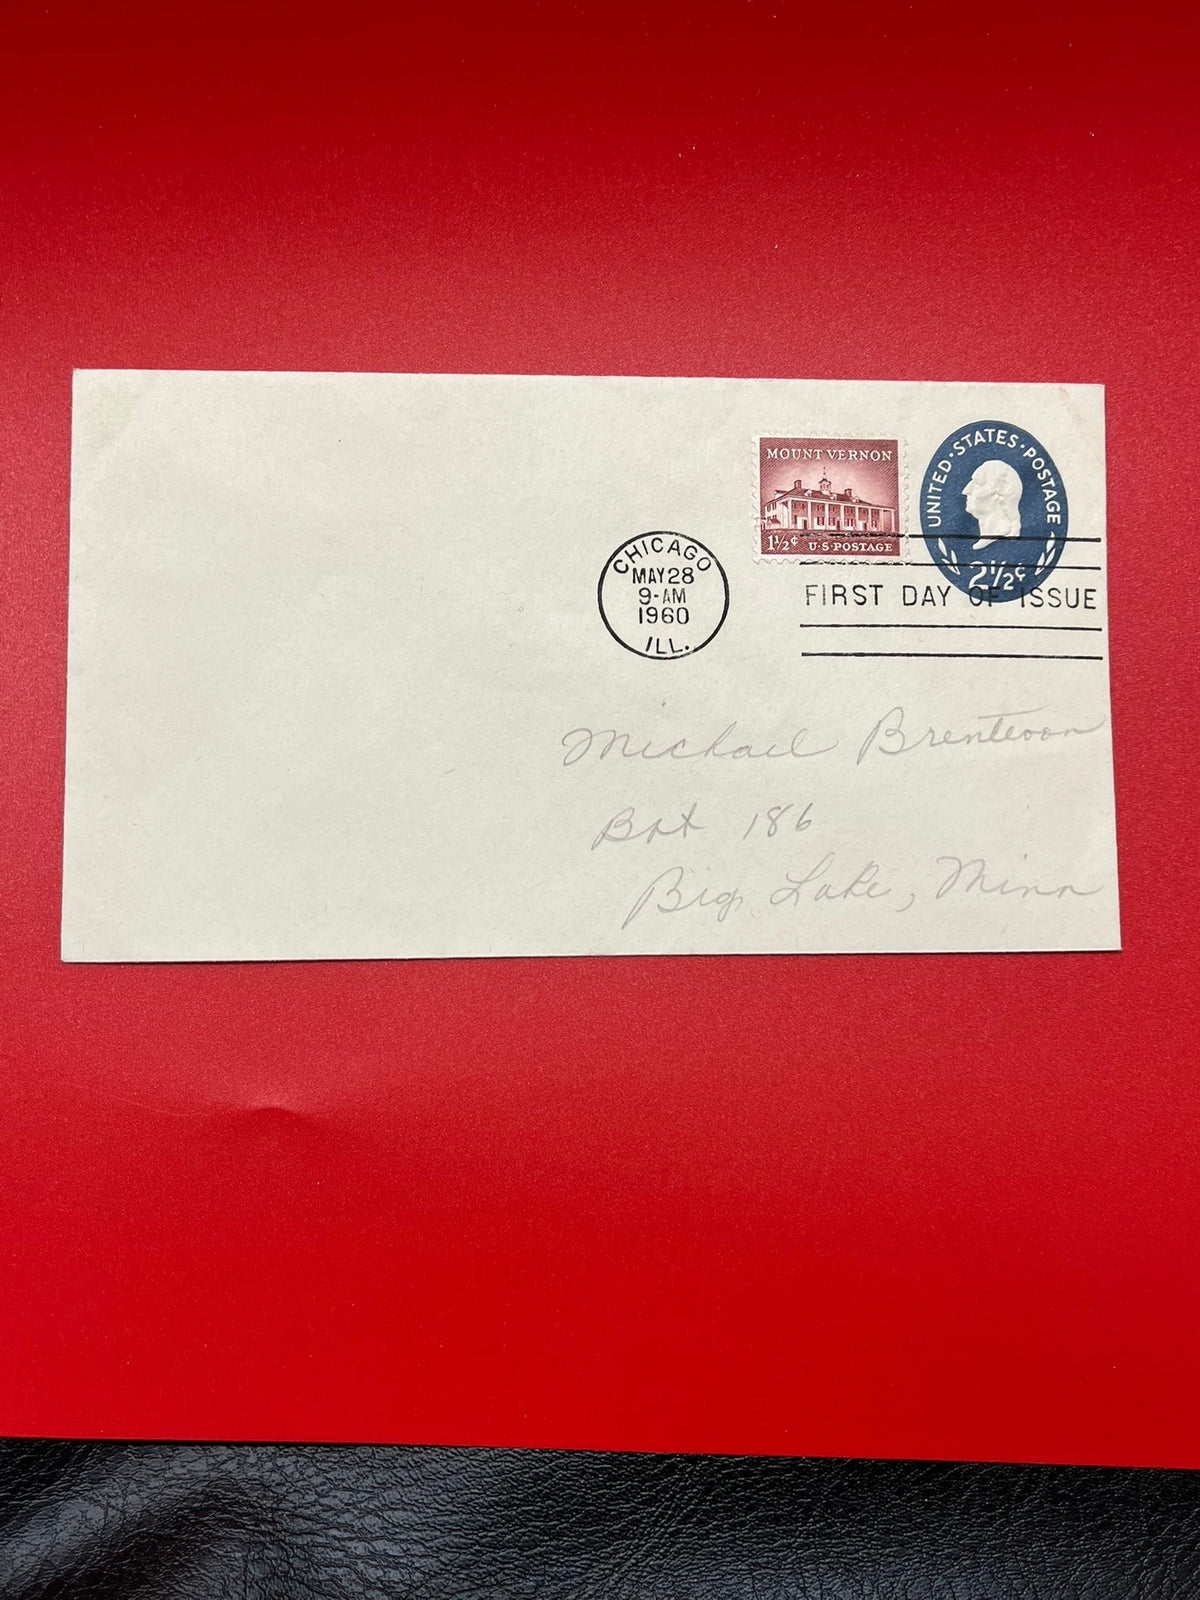 MOUNT VERNON
1½¢ U·S·POSTAGE
UNITED·STATES·POSTAGE
2½¢
CHICAGO
MAY 28
9-AM
1960
ILL.
FIRST DAY OF ISSUE
Michael
Box 186
Big Lake, Minn